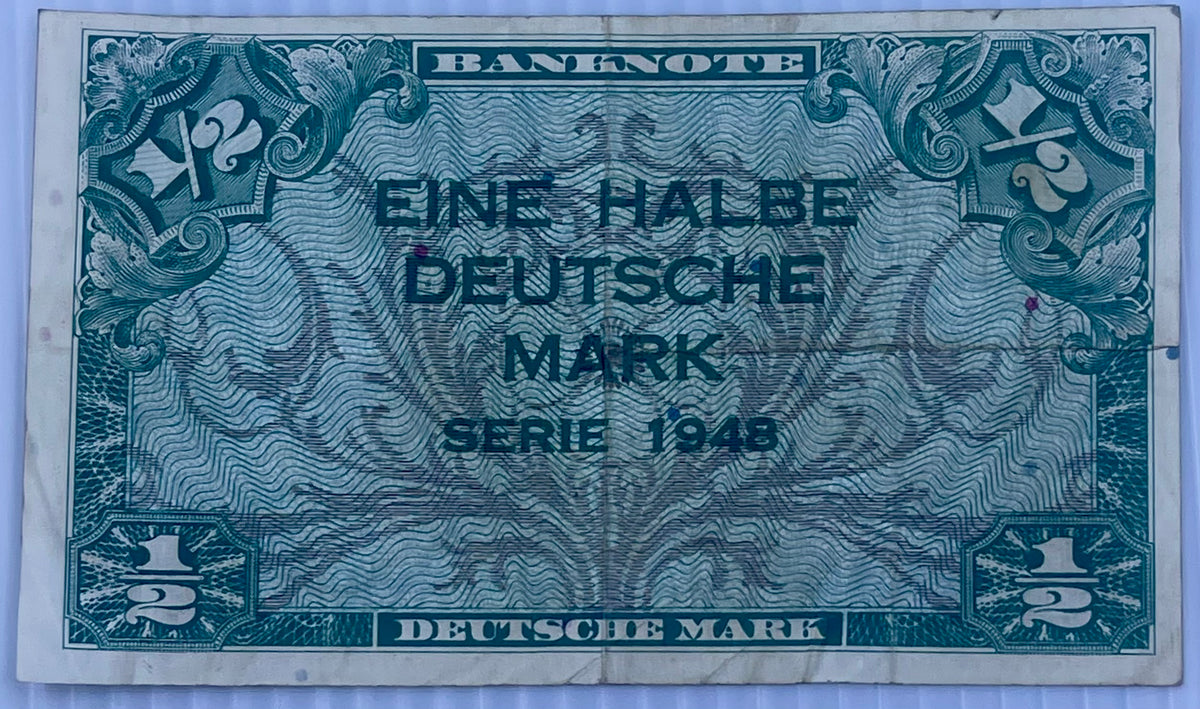 BANKNOTE
1/2 1/2
EINE HALBE
DEUTSCHE
MARK
SERIE 1948
1/2 1/2
DEUTSCHE MARK